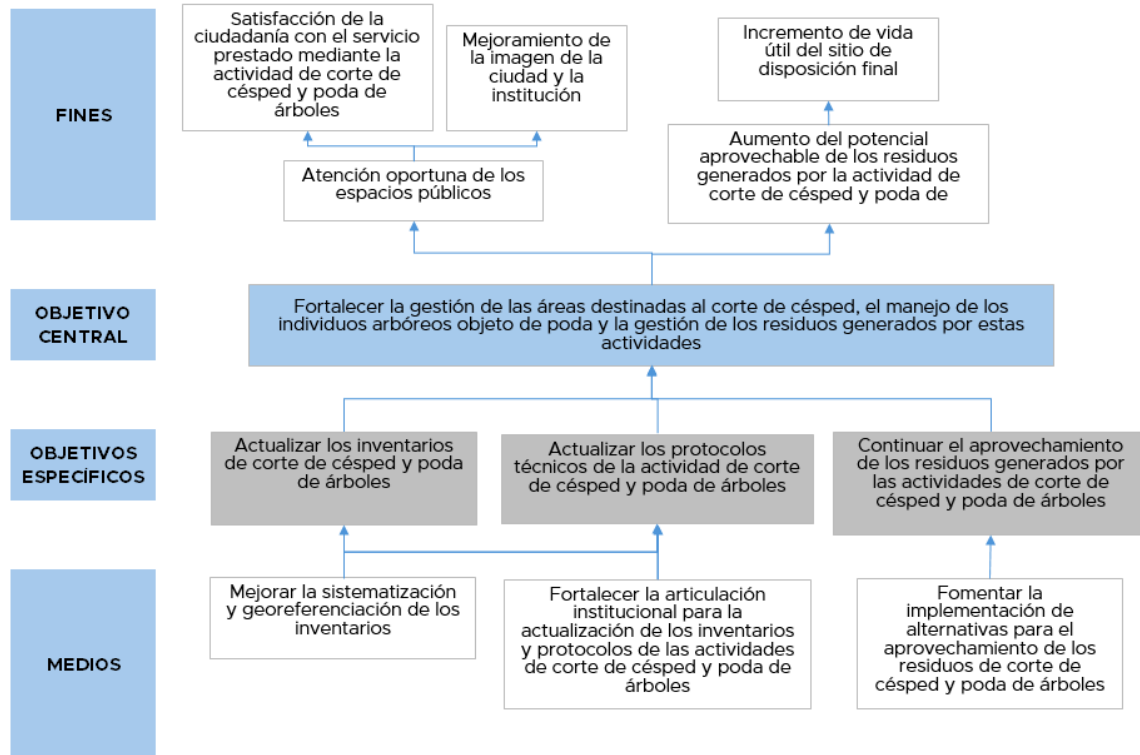 FINES
Satisfacción de la
ciudadanía con el servicio
prestado mediante la
actividad de corte de
césped y poda de
árboles
Mejoramiento de
la imagen de la
ciudad y la
institución
Incremento de vida
útil del sitio de
disposición final
Atención oportuna de los
espacios públicos
Aumento del potencial
aprovechable de los residuos
generados por la actividad de
corte de césped y poda de
OBJETIVO
CENTRAL
Fortalecer la gestión de las áreas destinadas al corte de césped, el manejo de los
individuos arbóreos objeto de poda y la gestión de los residuos generados por estas
actividades
OBJETIVOS
ESPECÍFICOS
Actualizar los inventarios
de corte de césped y poda
de árboles
Actualizar los protocolos
técnicos de la actividad de corte
de césped y poda de árboles
Continuar el aprovechamiento
de los residuos generados por
las actividades de corte de
césped y poda de árboles
MEDIOS
Mejorar la sistematización
y georeferenciación de los
inventarios
Fortalecer la articulación
institucional para la
actualización de los inventarios
y protocolos de las actividades
de corte de césped y poda de
árboles
Fomentar la
implementación de
alternativas para el
aprovechamiento de los
residuos de corte de
césped y poda de árboles